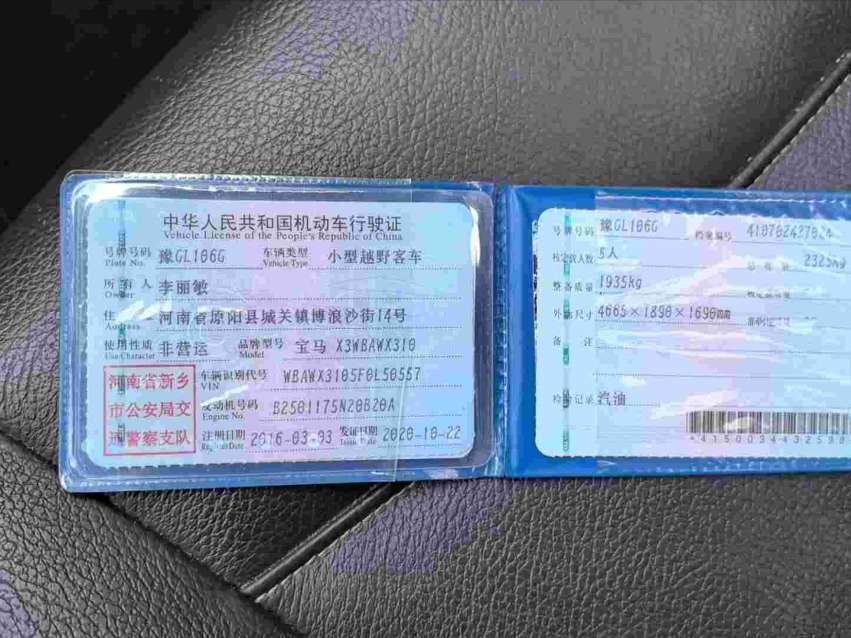 中华人民共和国机动车行驶证
Vehicle License of the People's Republic of China
号牌号码 豫GL106G 车辆类型 小型越野客车
Plate No. Vehicle Type
所有人 李丽敏
Owner
住 河南省原阳县城关镇博浪沙街14号
Address
使用性质 非营运 品牌型号 宝马 X3WBAWX310
Use Character Model
河南省新乡
市公安局交
通警察支队
车辆识别代号 WBAWX3105F0L50557
VIN
发动机号码 B2501175N20B20A
Engine No.
注册日期 2016-03-03 发证日期 2020-10-22
Register Date Issue Date
号牌号码 豫GL106G 档案编号
核定载人数 5人 总质量
整备质量 1935kg
外廓尺寸 4665×1890×1690
备注
检验记录 汽油